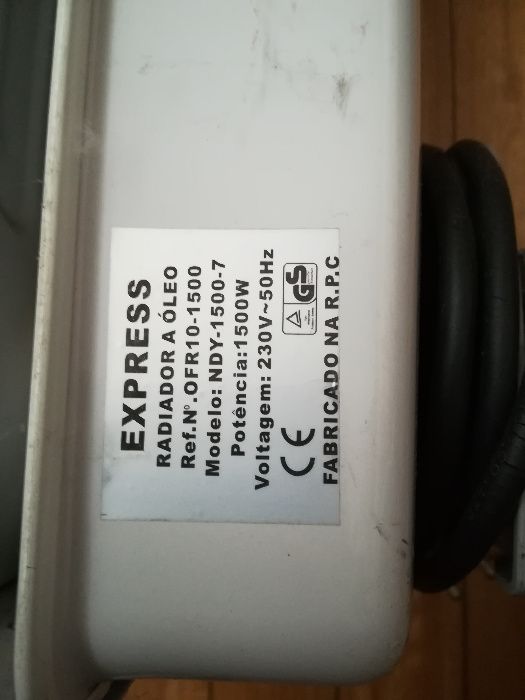 EXPRESS
RADIADOR A ÓLEO
Ref.Nº.OFR10-1500
Modelo: NDY-1500-7
Potência:1500W
Voltagem: 230V~50Hz
CE GS
FABRICADO NA R.P.C